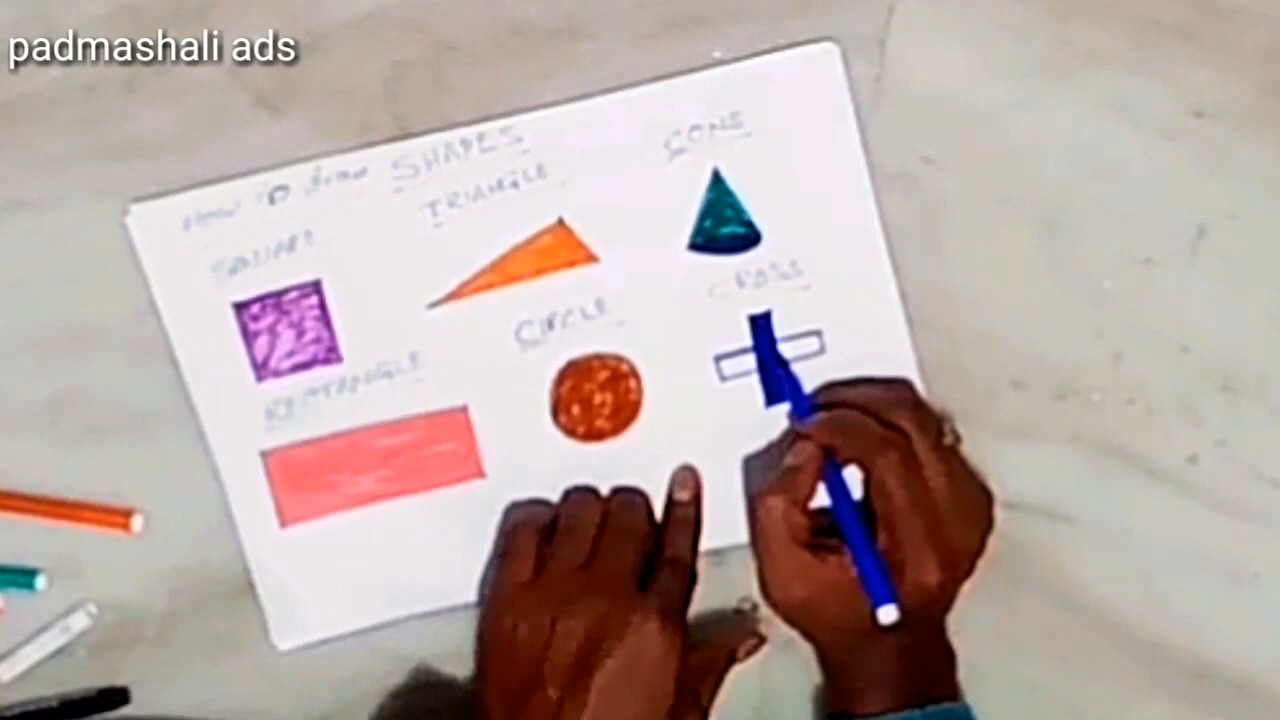 padmashali ads
HOW TO draw SHAPES
SQUARE
TRIANGLE
CONE
RECTANGLE
CIRCLE
CROSS